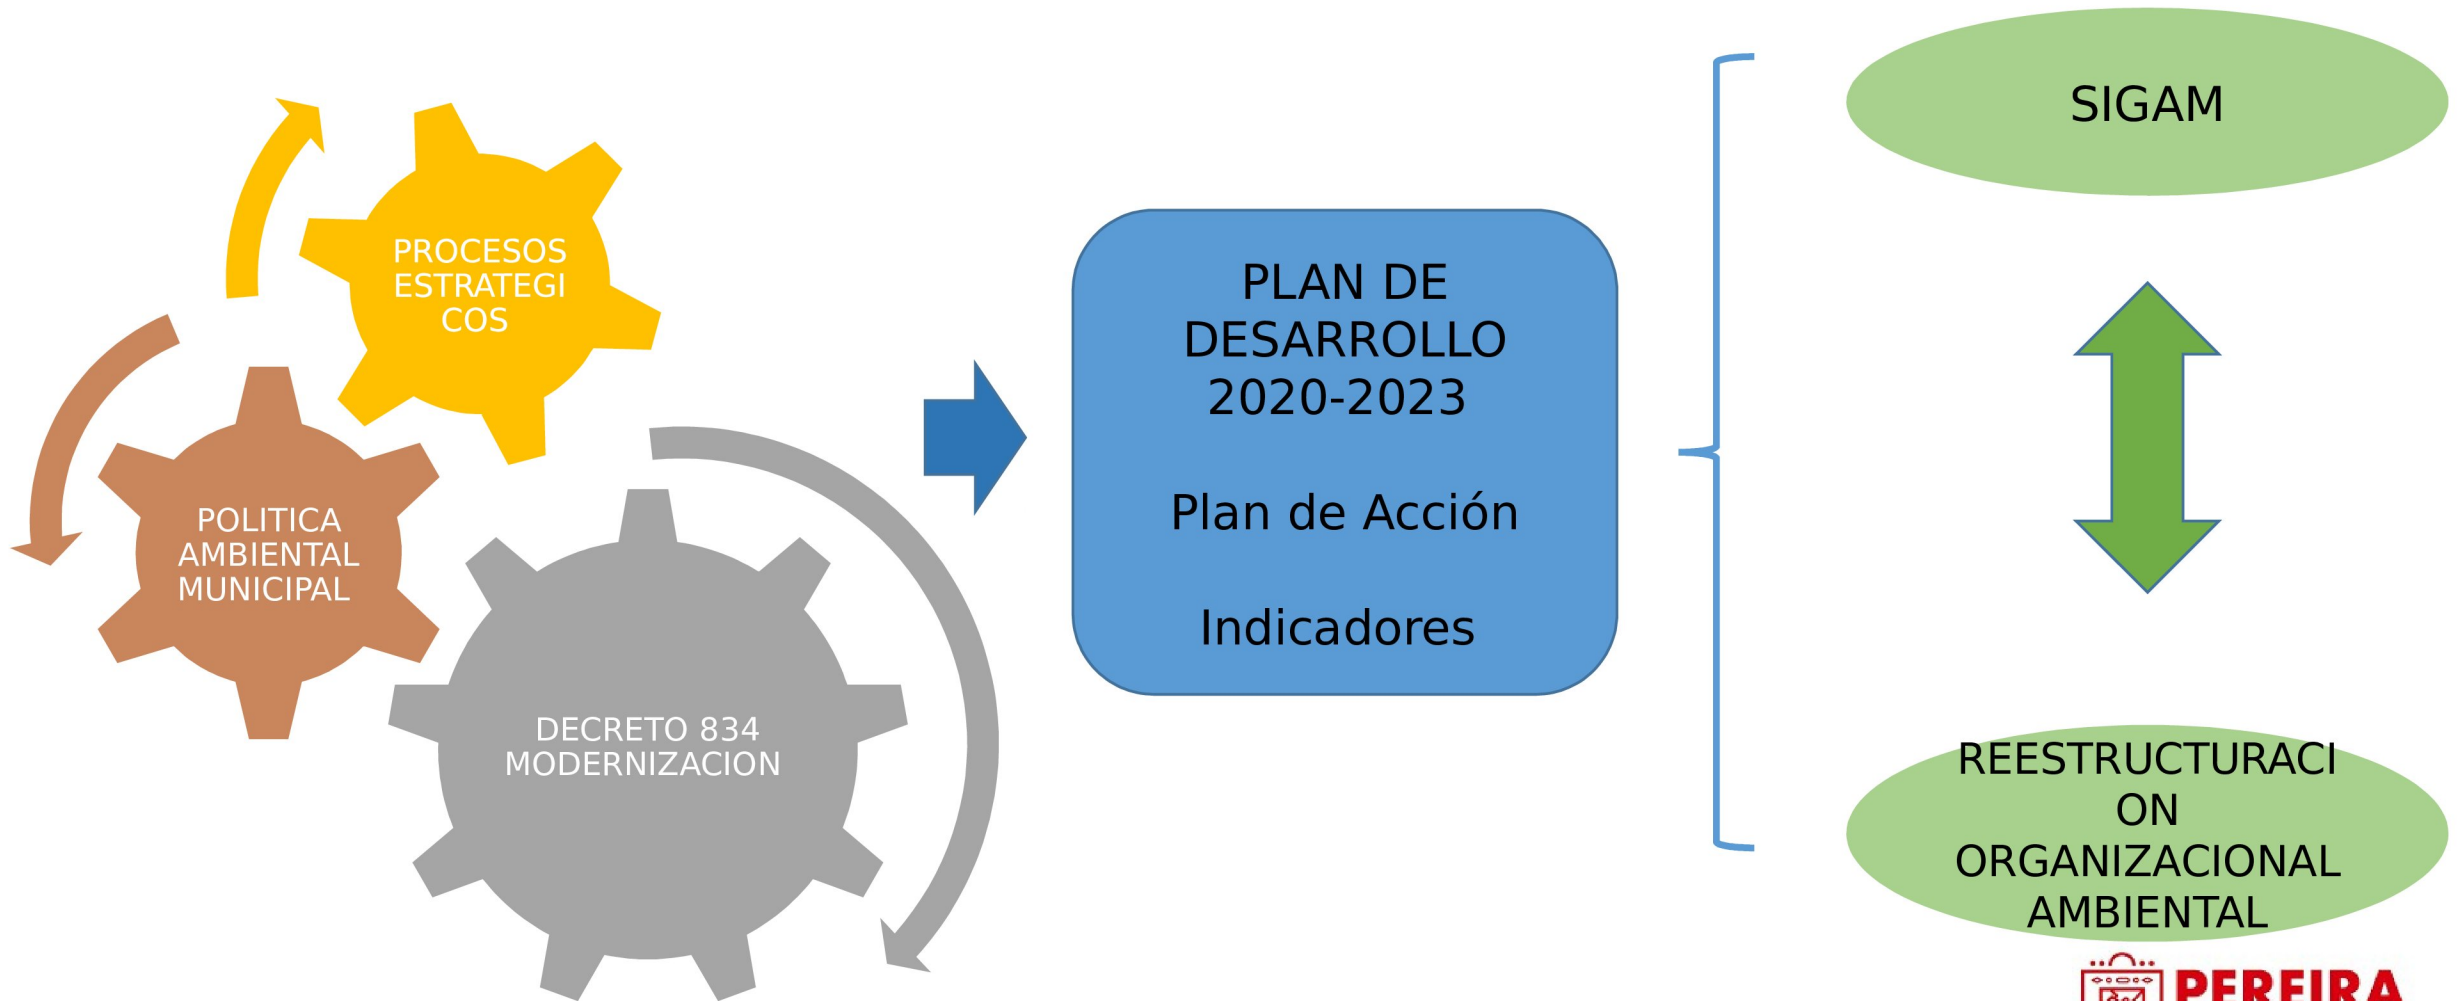 PROCESOS
ESTRATEGI
COS
POLITICA
AMBIENTAL
MUNICIPAL
DECRETO 834
MODERNIZACION
PLAN DE
DESARROLLO
2020-2023
Plan de Acción
Indicadores
SIGAM
REESTRUCTURACI
ON
ORGANIZACIONAL
AMBIENTAL
PEREIRA